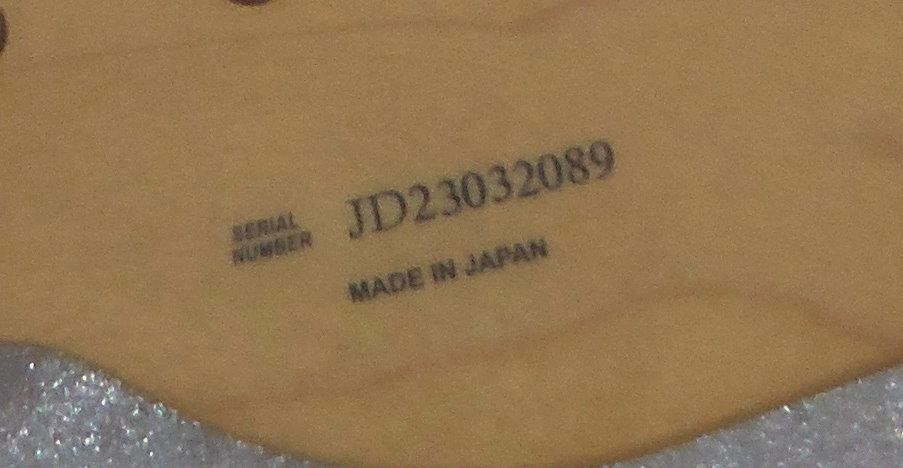 SERIAL
NUMBER
JD23032089
MADE IN JAPAN